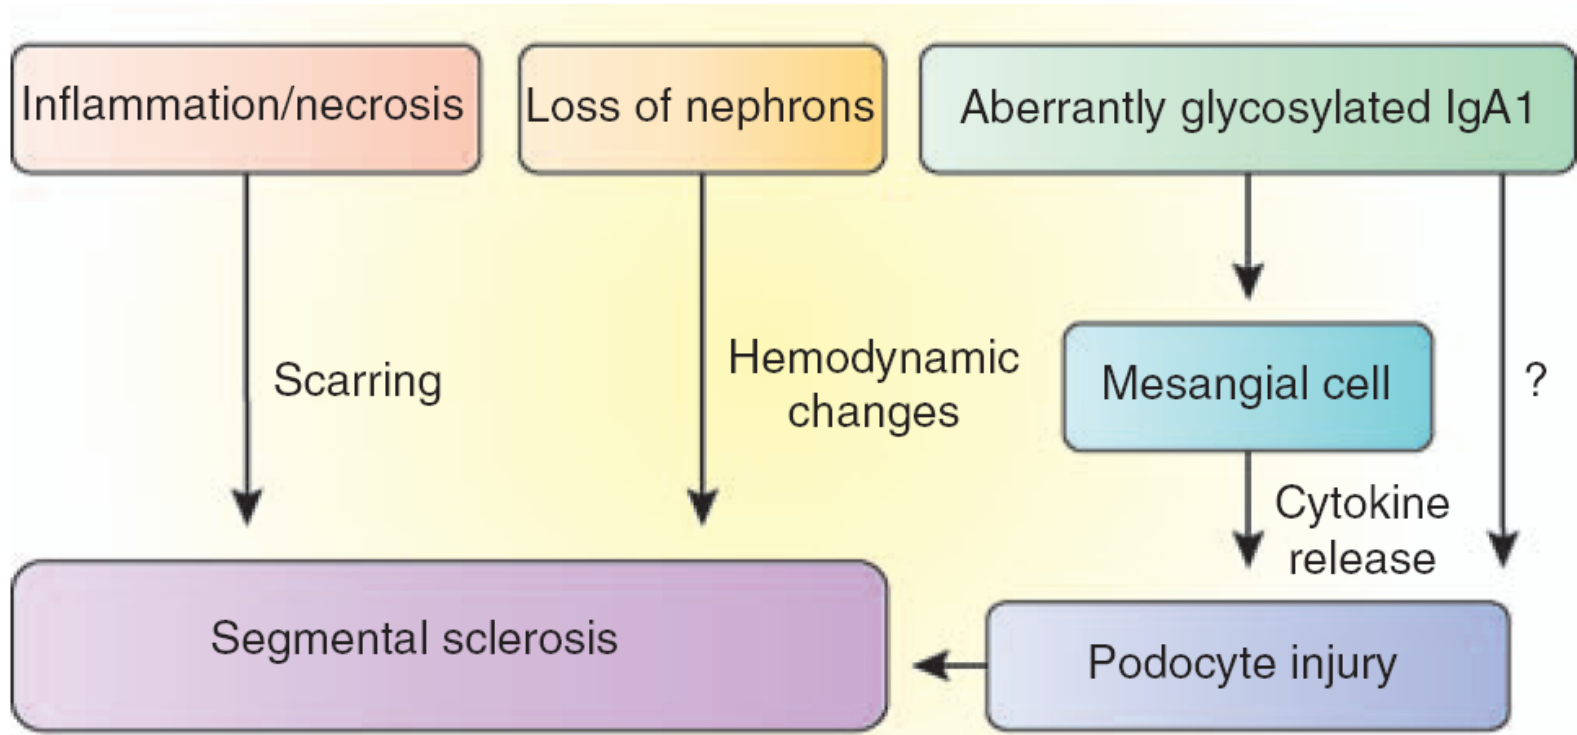 Inflammation/necrosis
Loss of nephrons
Aberrantly glycosylated IgA1
Scarring
Hemodynamic
changes
Mesangial cell
?
Cytokine
release
Segmental sclerosis
Podocyte injury